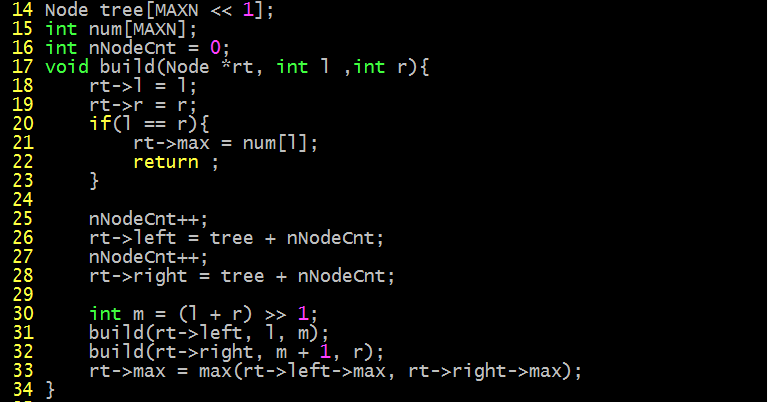 14 Node tree[MAXN << 1];
15 int num[MAXN];
16 int nNodeCnt = 0;
17 void build(Node *rt, int l ,int r){
18     rt->l = l;
19     rt->r = r;
20     if(l == r){
21         rt->max = num[l];
22         return ;
23     }
24
25     nNodeCnt++;
26     rt->left = tree + nNodeCnt;
27     nNodeCnt++;
28     rt->right = tree + nNodeCnt;
29
30     int m = (l + r) >> 1;
31     build(rt->left, l, m);
32     build(rt->right, m + 1, r);
33     rt->max = max(rt->left->max, rt->right->max);
34 }